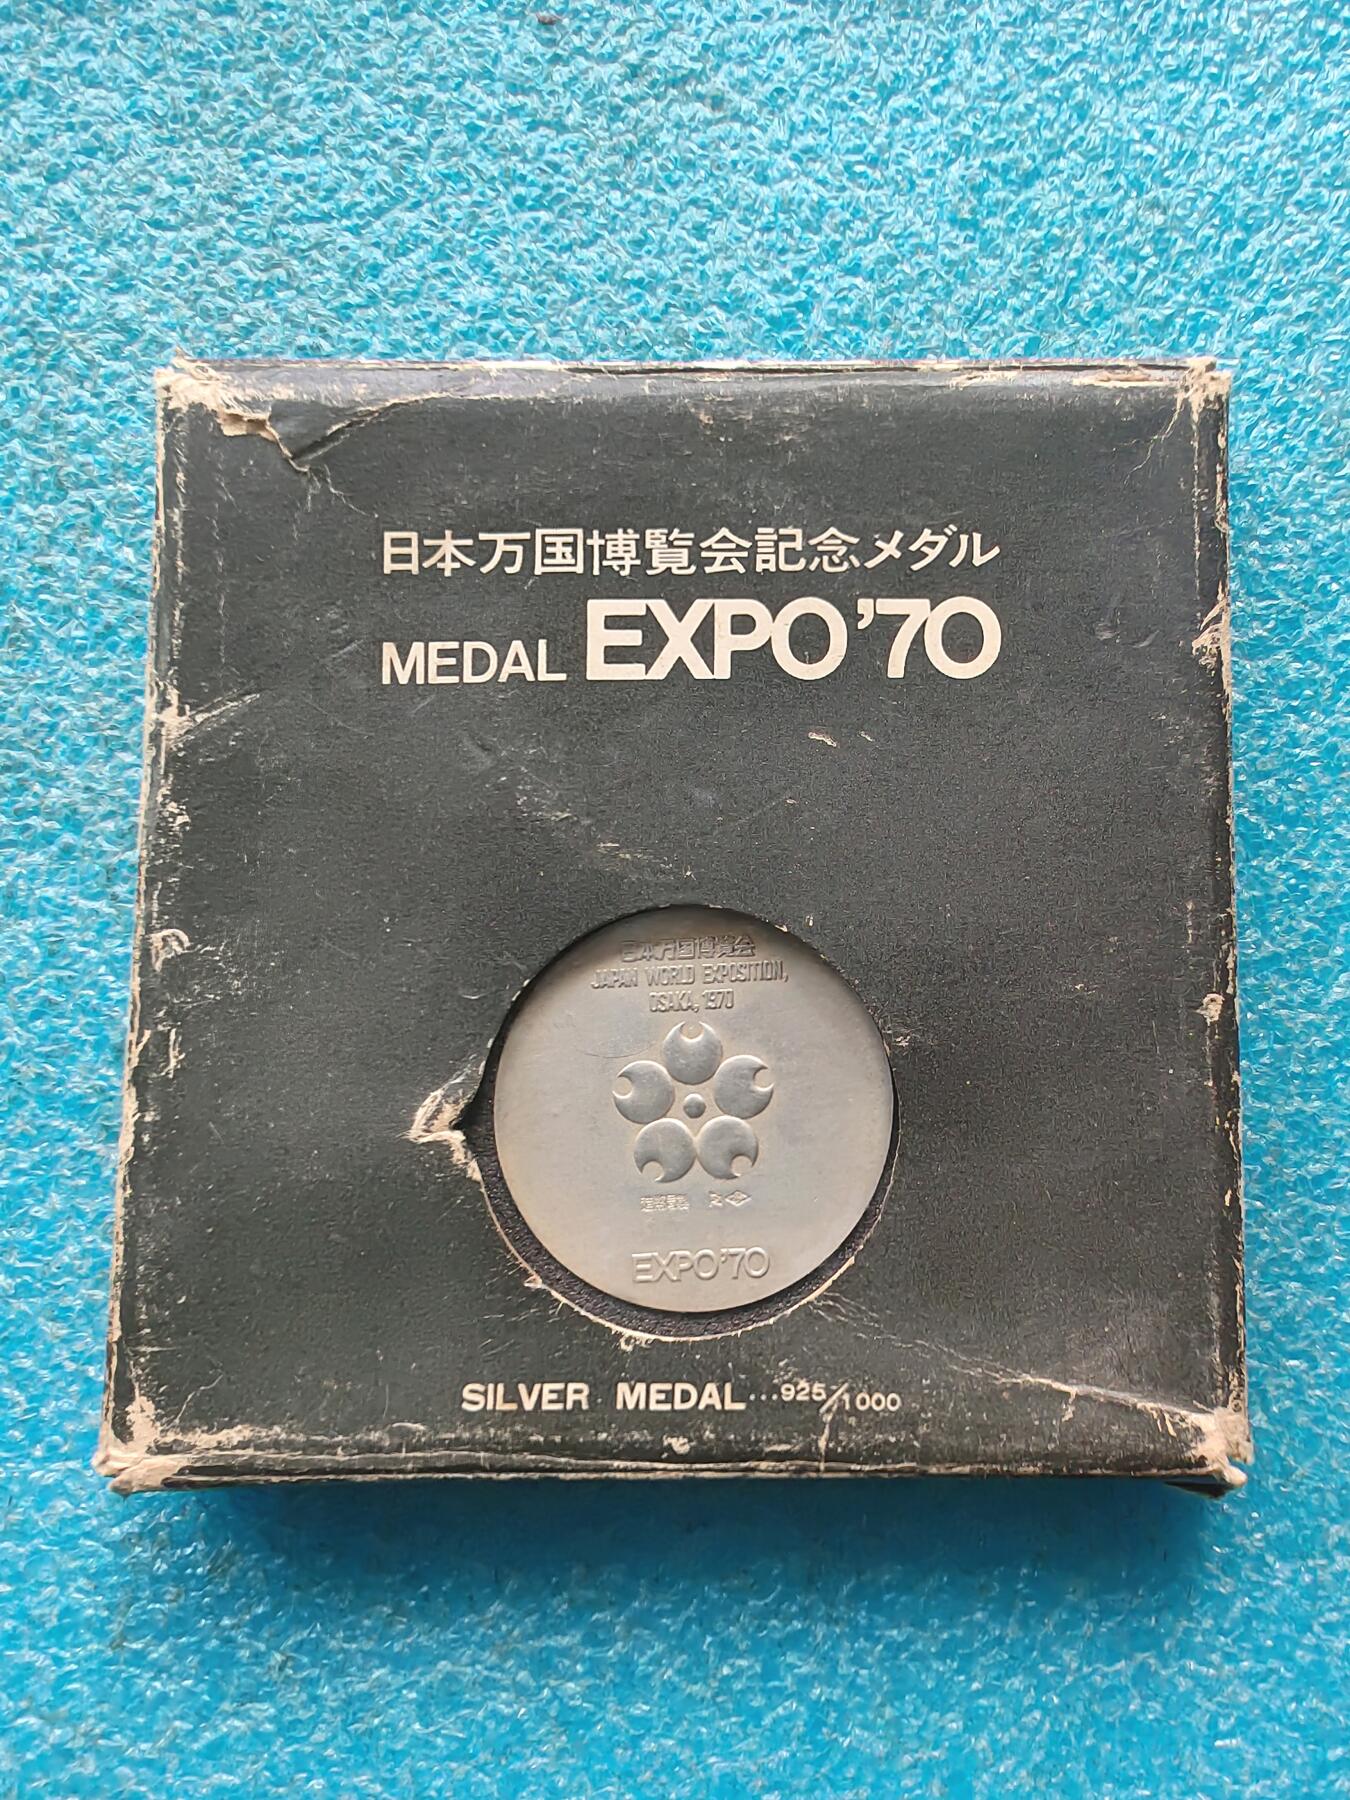 日本万国博覧会記念メダル
MEDAL EXPO'70
日本万国博覧会
JAPAN WORLD EXPOSITION,
OSAKA, 1970
EXPO'70
SILVER MEDAL...925/1000